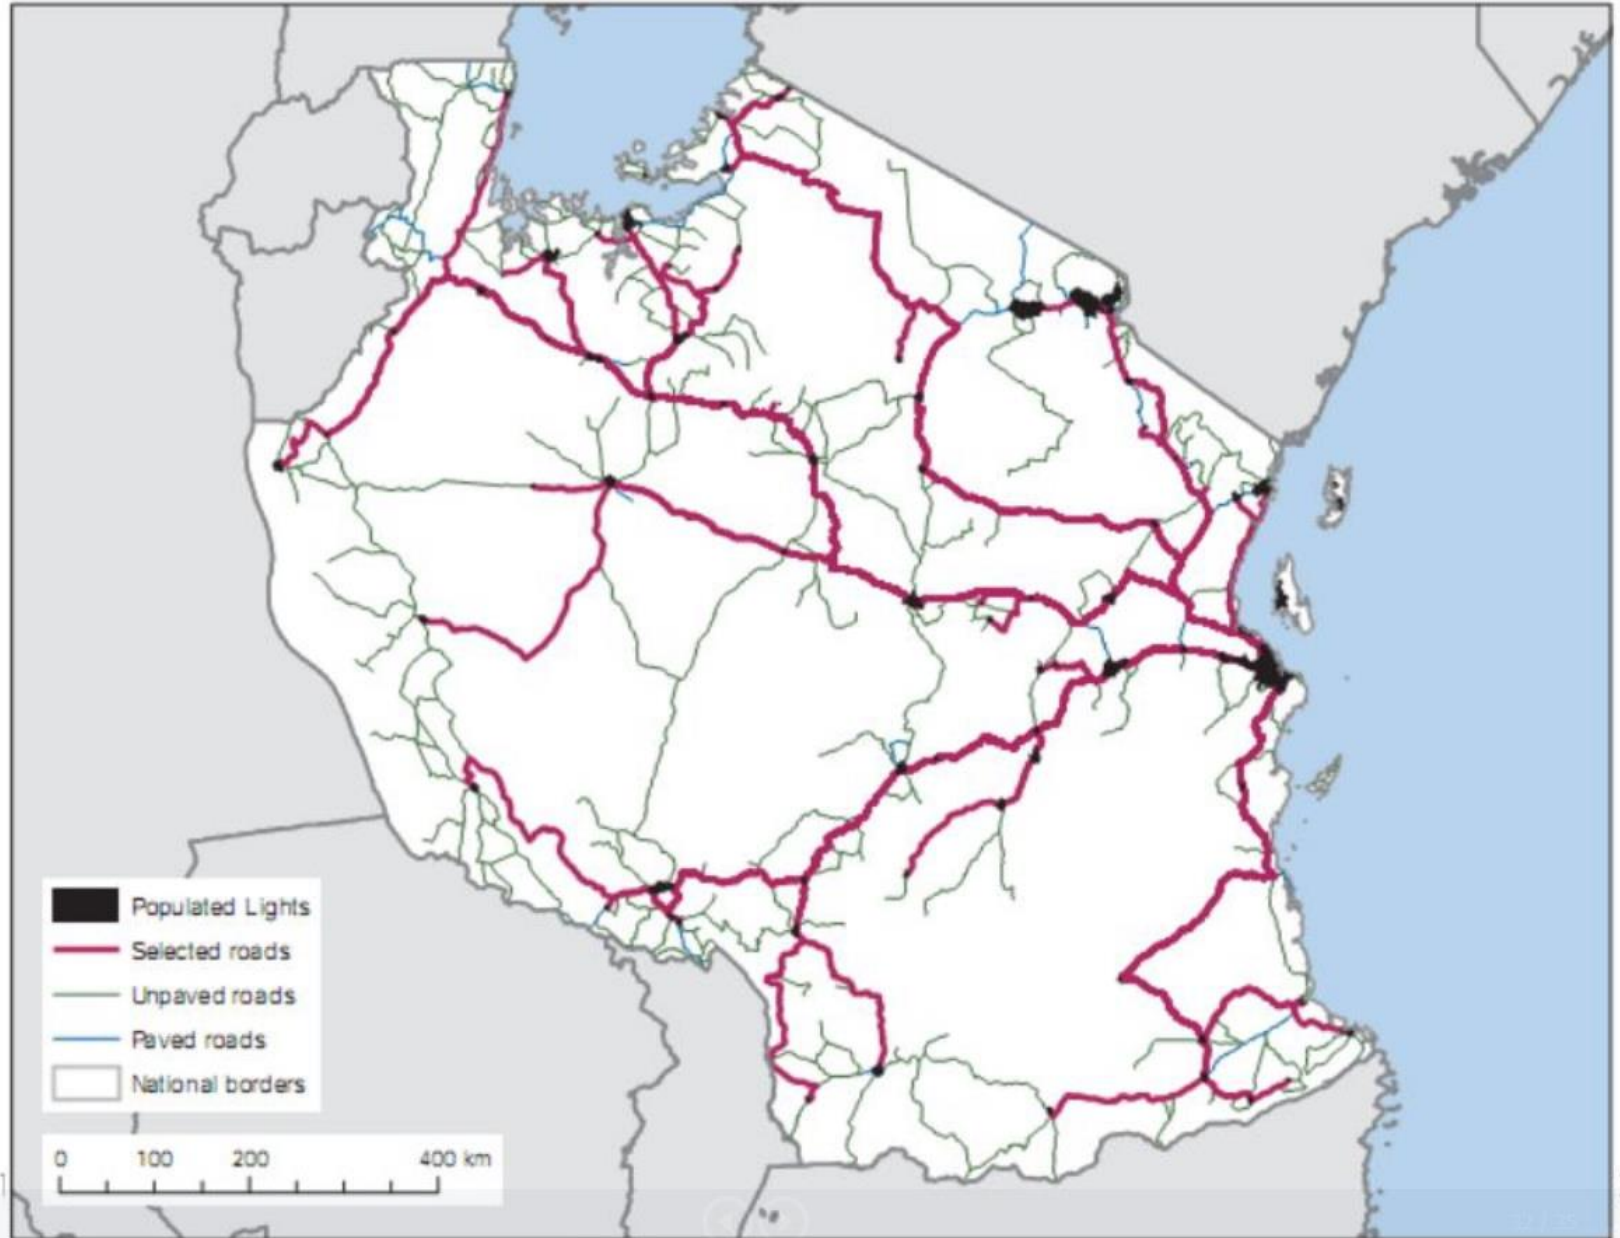 Populated Lights
Selected roads
Unpaved roads
Paved roads
National borders
0 100 200 400 km